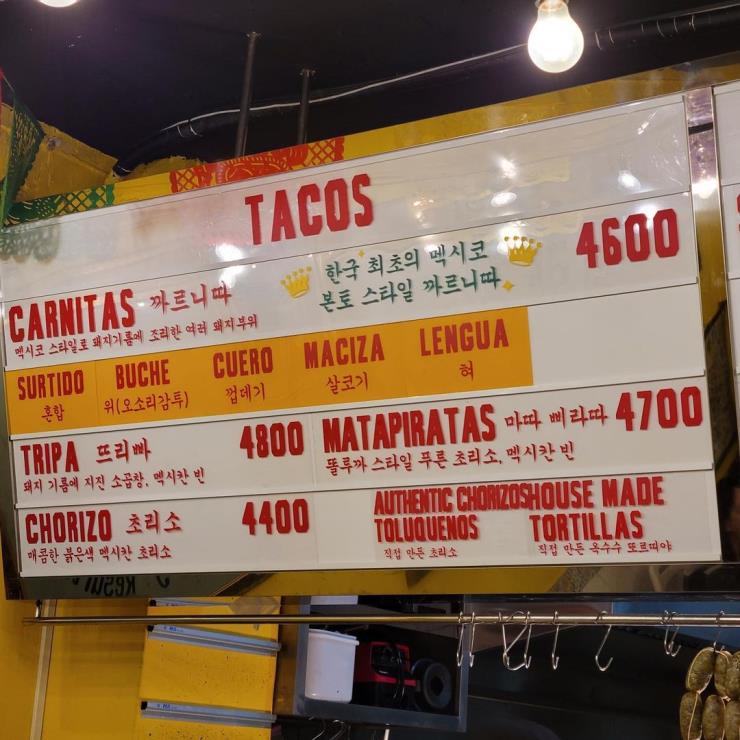 TACOS
CARNITAS 까르니따
한국 최초의 멕시코
본토 스타일 까르니따
4600
멕시코 스타일로 돼지기름에 조리한 여러 돼지부위
SURTIDO BUCHE CUERO MACIZA LENGUA
혼합 위(오소리감투) 껍데기 살코기 혀
TRIPA 뜨리빠 4800
돼지 기름에 지진 소곱창, 멕시칸 빈
MATAPIRATAS 마따 삐라따 4700
똘루까 스타일 푸른 초리소, 멕시칸 빈
CHORIZO 초리소 4400
매콤한 붉은색 멕시칸 초리소
AUTHENTIC CHORIZOS
TOLUQUENOS
직접 만든 초리소
HOUSE MADE
TORTILLAS
직접 만든 옥수수 또르띠야